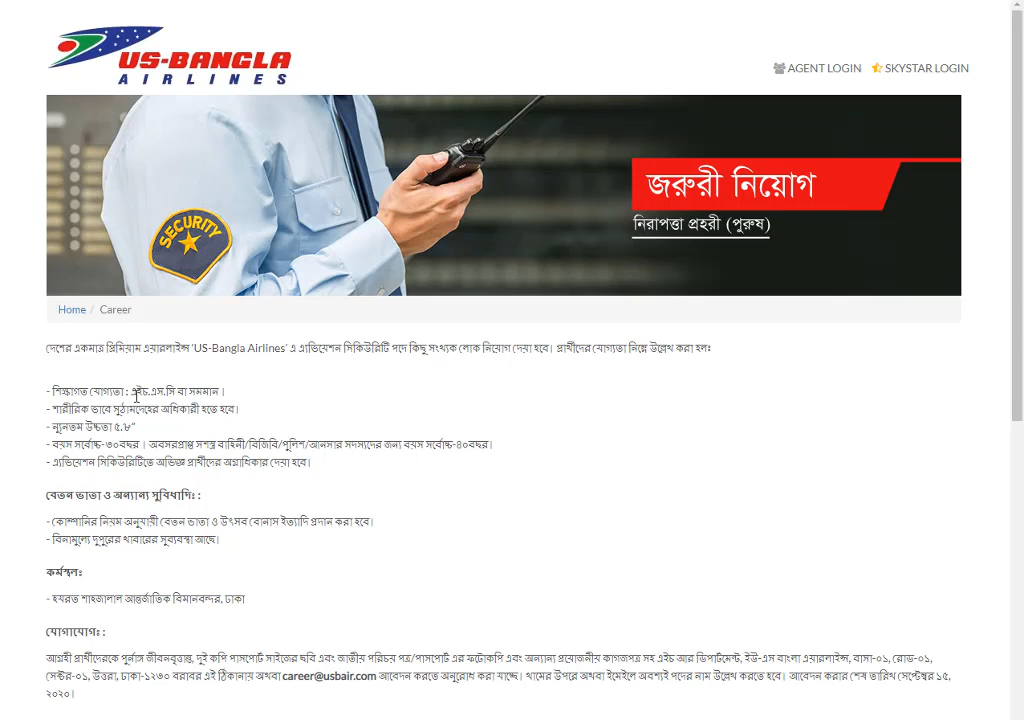 US-BANGLA
AIRLINES
AGENT LOGIN SKYSTAR LOGIN
SECURITY
জরুরী নিয়োগ
নিরাপত্তা প্রহরী (পুরুষ)
Home / Career
দেশের একমাত্র প্রিমিয়াম এয়ারলাইন্স 'US-Bangla Airlines' এ এ্যভিয়েশন সিকিউরিটি পদে কিছু সংখ্যক লোক নিয়োগ দেয়া হবে। প্রার্থীদের যোগ্যতা নিম্নে উল্লেখ করা হলঃ
- শিক্ষাগত যোগ্যতা : এইচ.এস.সি বা সমমান।
- শারীরিক ভাবে সুঠামদেহের অধিকারী হতে হবে।
- ন্যূনতম উচ্চতা ৫.৮"
- বয়স সর্বোচ্চ-৩০বছর। অবসরপ্রাপ্ত সশস্ত্র বাহিনী/বিজিবি/পুলিশ/আনসার সদস্যদের জন্য বয়স সর্বোচ্চ-৪০বছর।
- এ্যভিয়েশন সিকিউরিটিতে অভিজ্ঞ প্রার্থীদের অগ্রাধিকার দেয়া হবে।
বেতন ভাতা ও অন্যান্য সুবিধাদিঃ :
- কোম্পানির নিয়ম অনুযায়ী বেতন ভাতা ও উৎসব বোনাস ইত্যাদি প্রদান করা হবে।
- বিনামূল্যে দুপুরের খাবারের সুব্যবস্থা আছে।
কর্মস্থলঃ
- হযরত শাহজালাল আন্তর্জাতিক বিমানবন্দর, ঢাকা
যোগাযোগঃ :
আগ্রহী প্রার্থীদেরকে পূর্নাঙ্গ জীবনবৃত্তান্ত, দুই কপি পাসপোর্ট সাইজের ছবি এবং জাতীয় পরিচয় পত্র/পাসপোর্ট এর ফটোকপি এবং অন্যান্য প্রয়োজনীয় কাগজপত্র সহ এইচ আর ডিপার্টমেন্ট, ইউ-এস বাংলা এয়ারলাইন্স, বাসা-০১, রোড-০১,
সেক্টর-০১, উত্তরা, ঢাকা-১২৩০ বরাবর এই ঠিকানায় অথবা career@usbair.com আবেদন করতে অনুরোধ করা যাচ্ছে। খামের উপরে অথবা ইমেইলে অবশ্যই পদের নাম উল্লেখ করতে হবে। আবেদন করার শেষ তারিখ সেপ্টেম্বর ১৫,
২০২০।